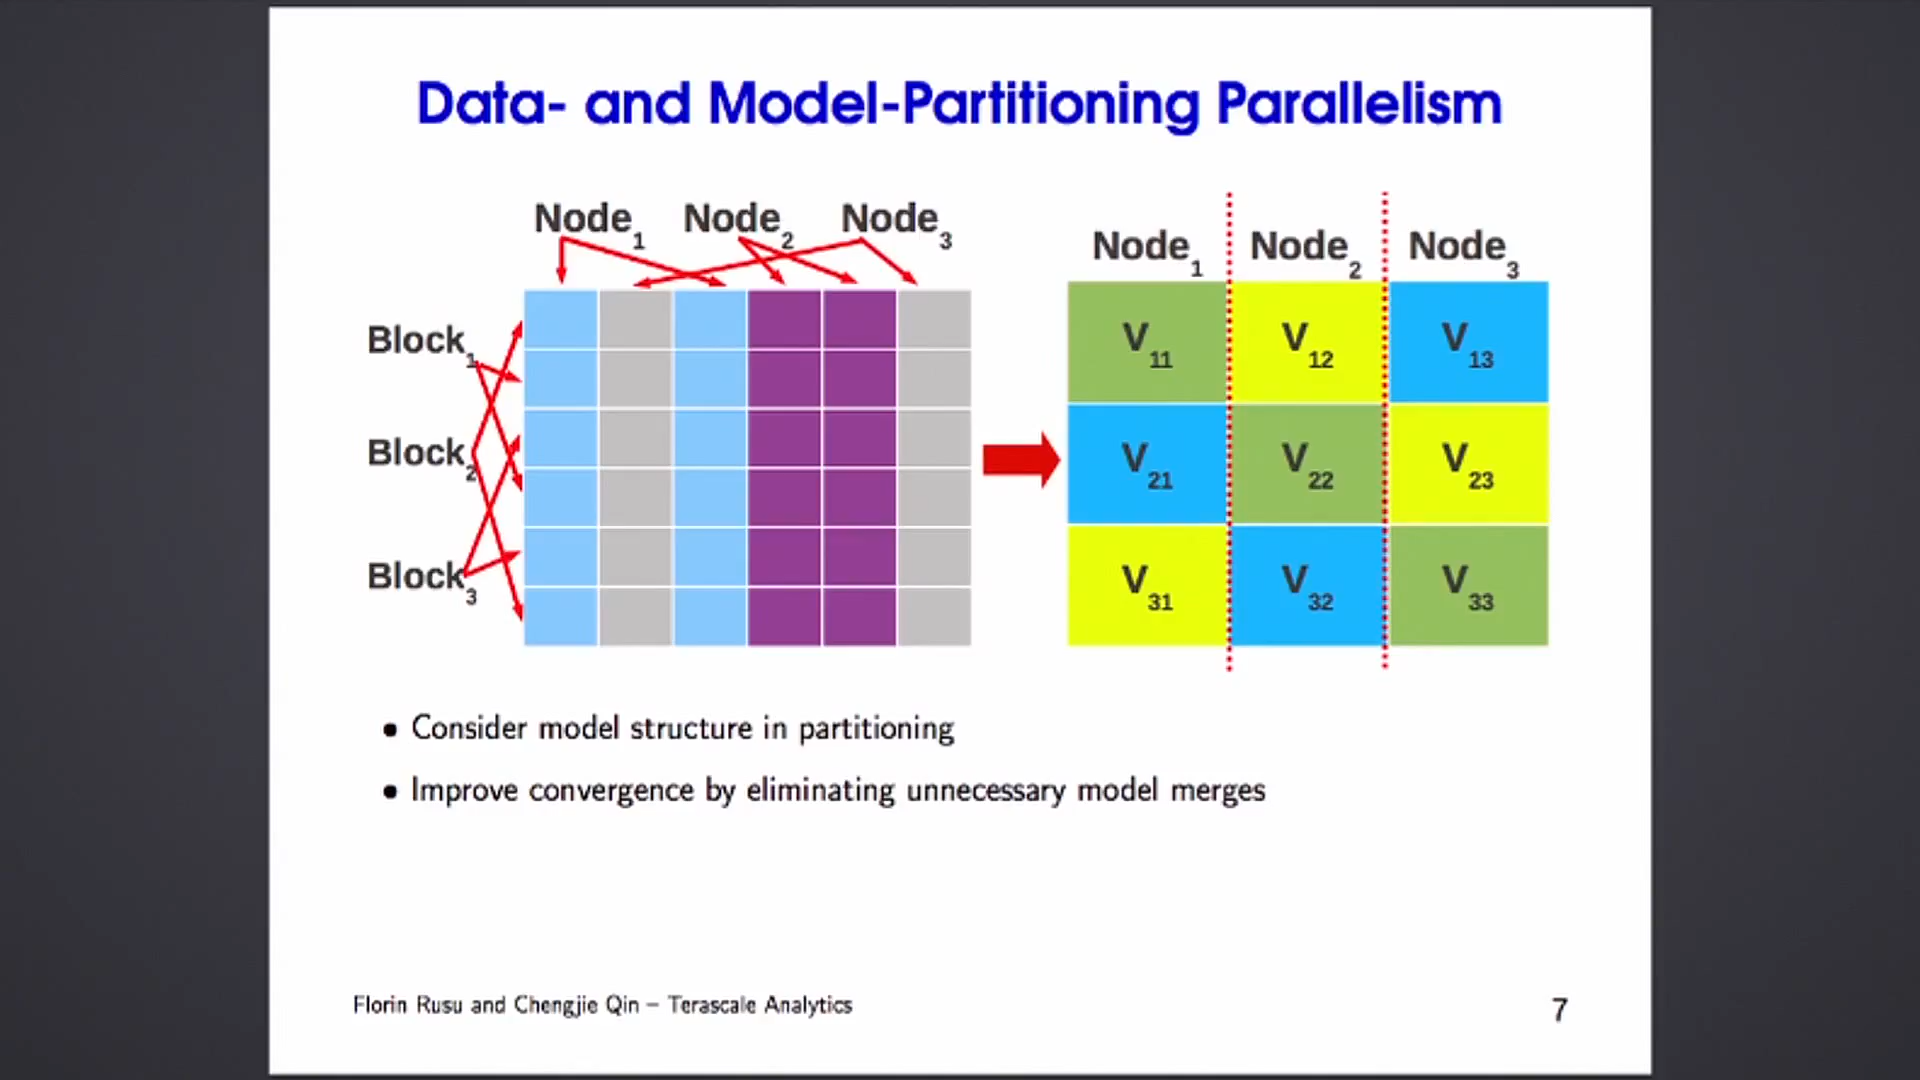 Data- and Model-Partitioning Parallelism
Node1 Node2 Node3
Node1 Node2 Node3
Block1
Block2
Block3
V11 V12 V13
V21 V22 V23
V31 V32 V33
• Consider model structure in partitioning
• Improve convergence by eliminating unnecessary model merges
Florin Rusu and Chengjie Qin – Terascale Analytics
7